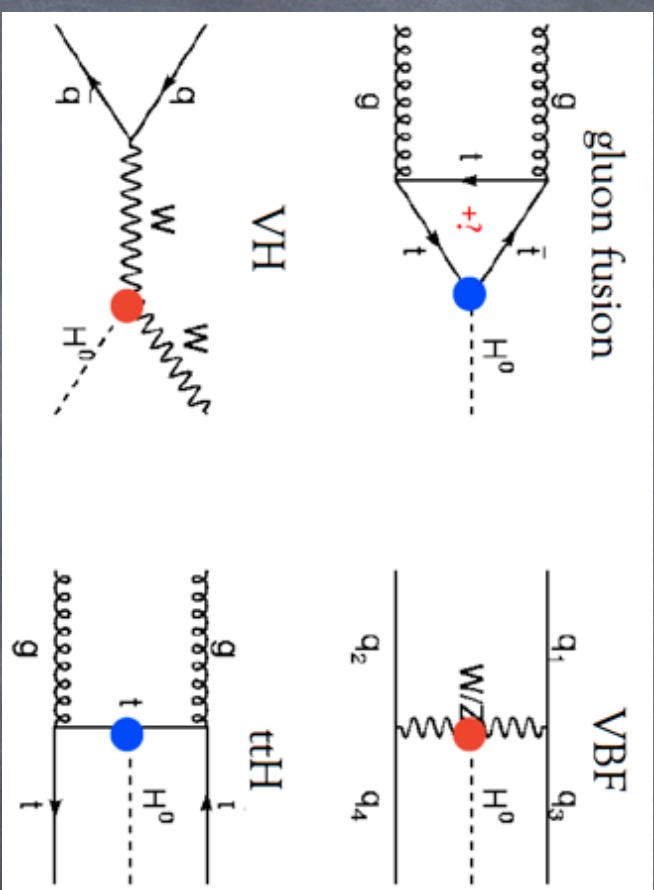 gluon fusion
g
t̄
t
+?
t
H⁰
g
VBF
q₁
q₃
W/Z
H⁰
q₂
q₄
VH
q
W
W
H⁰
q̄
ttH
g
t
H⁰
g
t